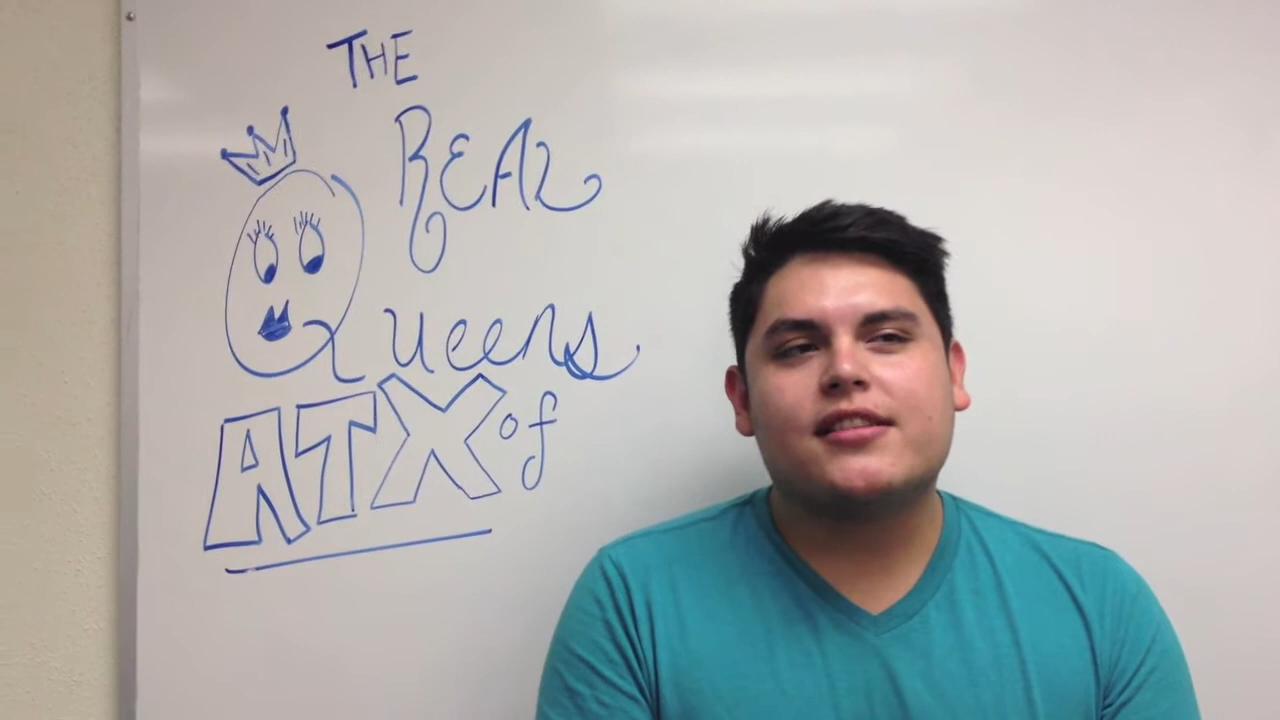 THE
REAL
Queens
ATX of